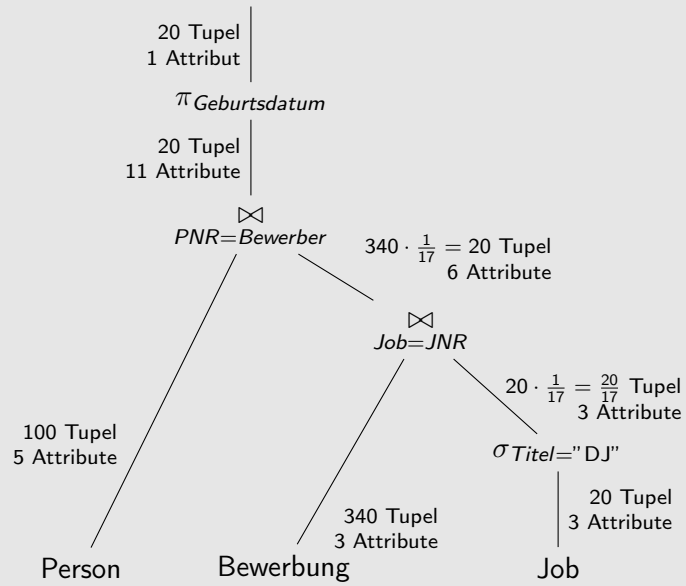 20 Tupel
1 Attribut
π Geburtsdatum
20 Tupel
11 Attribute
⋈
PNR=Bewerber
340 · 1/17 = 20 Tupel
6 Attribute
⋈
Job=JNR
20 · 1/17 = 20/17 Tupel
3 Attribute
100 Tupel
5 Attribute
σ Titel="DJ"
20 Tupel
3 Attribute
340 Tupel
3 Attribute
Person
Bewerbung
Job